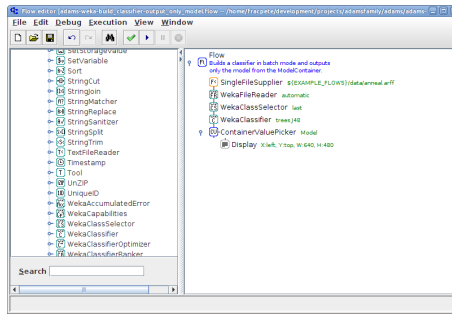 Flow editor [adams-weka-build_classifier-output_only_model.flow -- /home/fracpete/development/projects/adams/adamsfamily/adams/adams-
File Edit Debug Execution View Window
SetStorageValue
SetVariable
Sort
StringCut
StringJoin
StringMatcher
StringReplace
StringSanitizer
StringSplit
StringTrim
TextFileReader
Timestamp
Tool
UnZIP
UniqueID
WekaAccumulatedError
WekaCapabilities
WekaClassSelector
WekaClassifier
WekaClassifierOptimizer
WekaClassifierRanker
Search
Flow
Builds a classifier in batch mode and outputs
only the model from the ModelContainer.
SingleFileSupplier ${EXAMPLE_FLOWS}/data/anneal.arff
WekaFileReader automatic
WekaClassSelector last
WekaClassifier trees.J48
ContainerValuePicker Model
Display X:left, Y:top, W:640, H:480